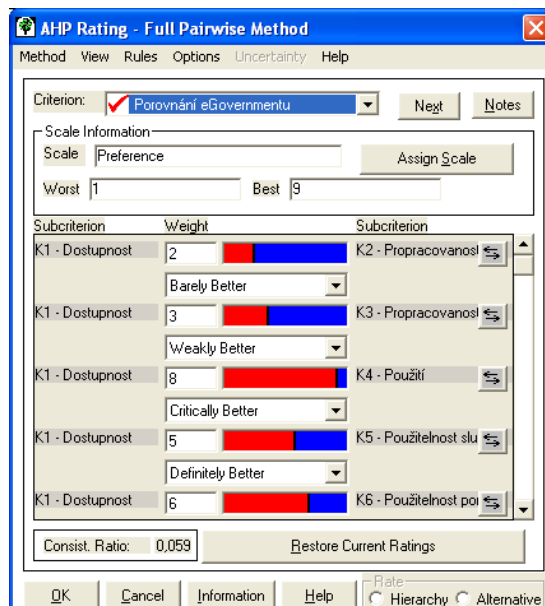 AHP Rating - Full Pairwise Method
Method View Rules Options Uncertainty Help
Criterion: Porovnání eGovernmentu Next Notes
Scale Information
Scale Preference Assign Scale
Worst 1 Best 9
Subcriterion Weight Subcriterion
K1 - Dostupnost 2 K2 - Propracovanos
Barely Better
K1 - Dostupnost 3 K3 - Propracovanos
Weakly Better
K1 - Dostupnost 8 K4 - Použití
Critically Better
K1 - Dostupnost 5 K5 - Použitelnost slu
Definitely Better
K1 - Dostupnost 6 K6 - Použitelnost por
Consist. Ratio: 0,059 Restore Current Ratings
Rate
OK Cancel Information Help Hierarchy Alternative